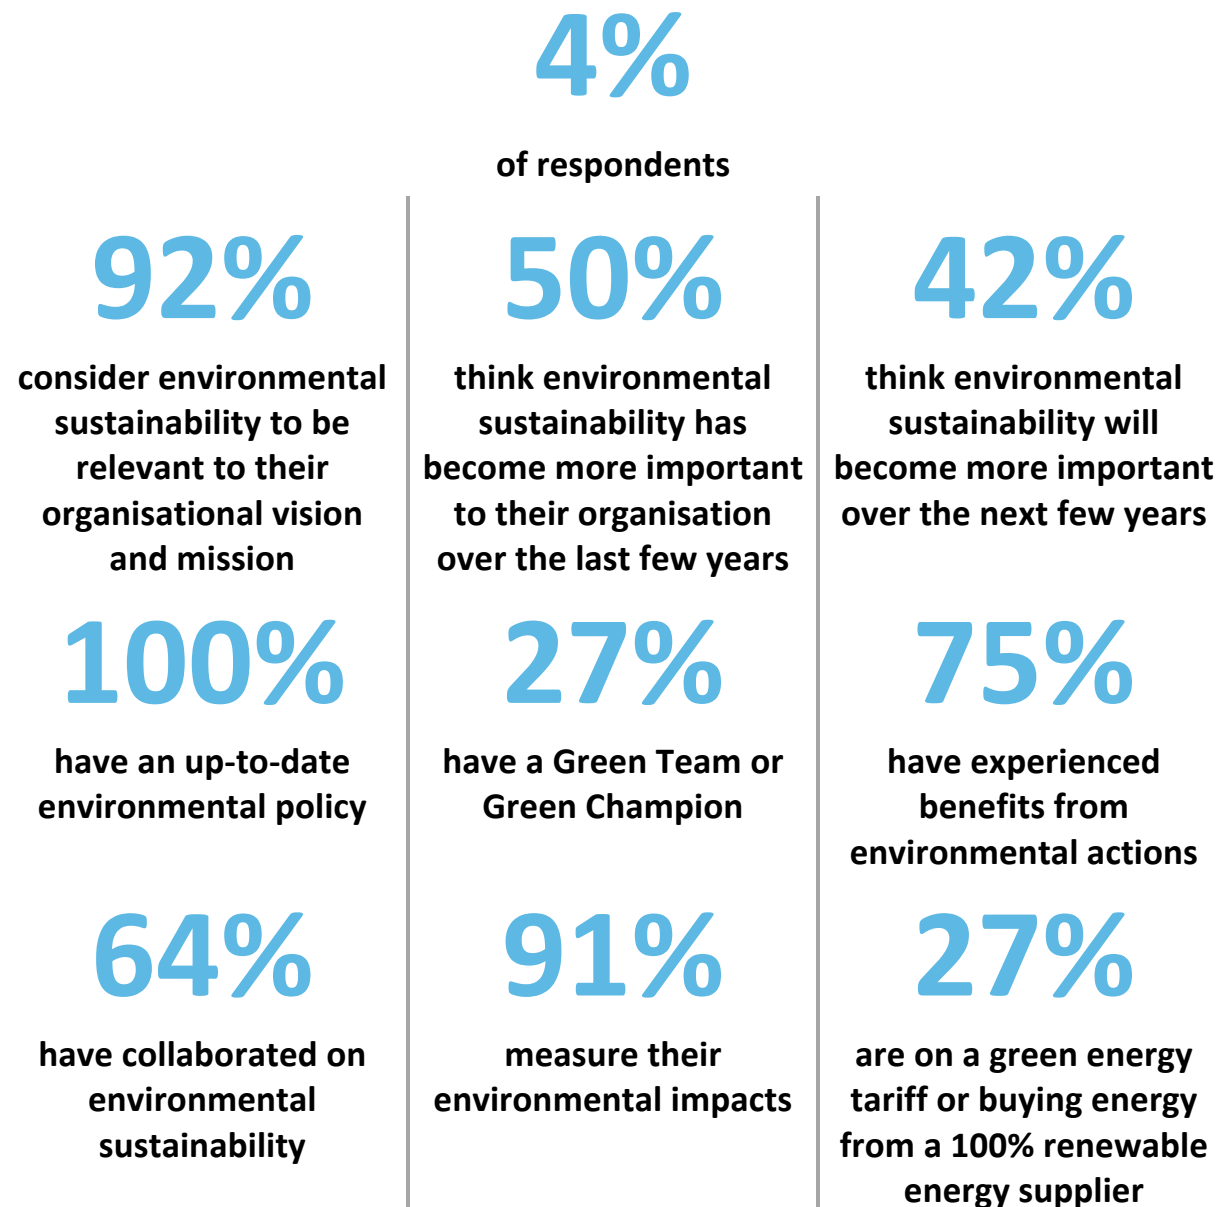 4%
of respondents
92%
consider environmental
sustainability to be
relevant to their
organisational vision
and mission
50%
think environmental
sustainability has
become more important
to their organisation
over the last few years
42%
think environmental
sustainability will
become more important
over the next few years
100%
have an up-to-date
environmental policy
27%
have a Green Team or
Green Champion
75%
have experienced
benefits from
environmental actions
64%
have collaborated on
environmental
sustainability
91%
measure their
environmental impacts
27%
are on a green energy
tariff or buying energy
from a 100% renewable
energy supplier